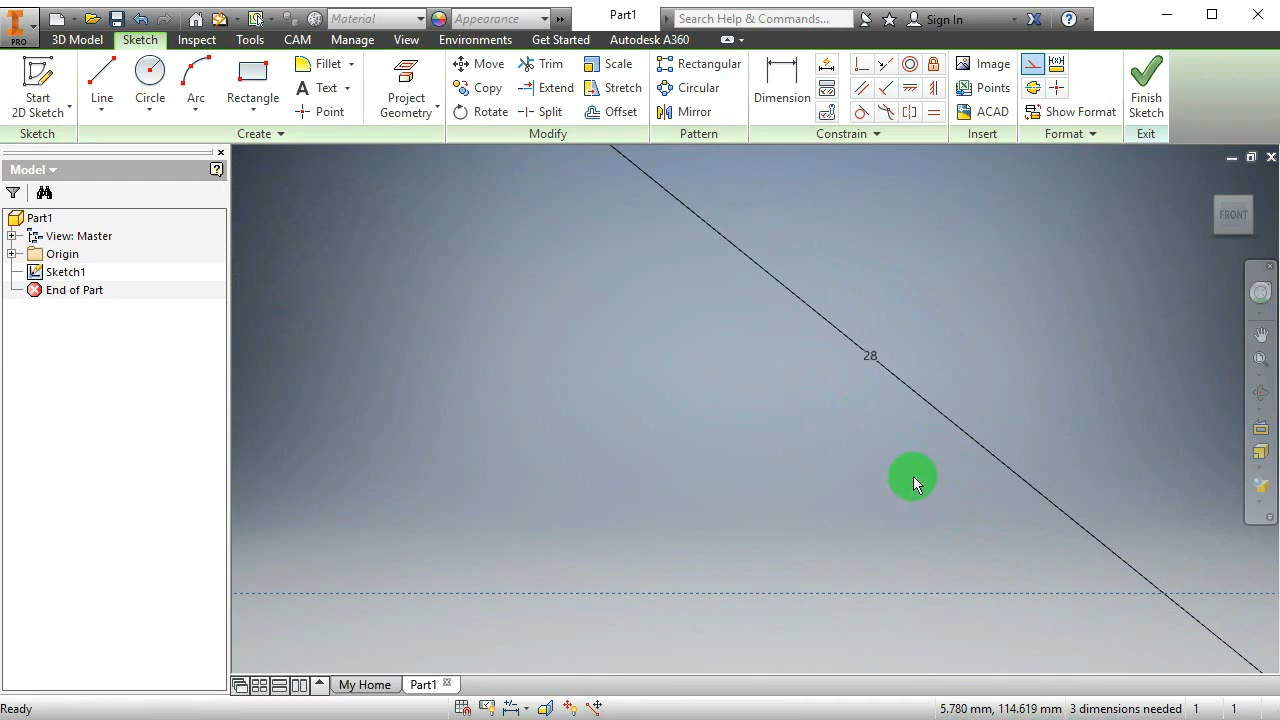 Material
Appearance
Part1
Search Help & Commands...
Sign In
PRO
3D Model
Sketch
Inspect
Tools
CAM
Manage
View
Environments
Get Started
Autodesk A360
Start
2D Sketch
Line
Circle
Arc
Rectangle
Fillet
Text
Point
Project
Geometry
Move
Copy
Rotate
Trim
Extend
Split
Scale
Stretch
Offset
Rectangular
Circular
Mirror
Dimension
Image
Points
ACAD
Show Format
Finish
Sketch
Sketch
Create
Modify
Pattern
Constrain
Insert
Format
Exit
Model
Part1
View: Master
Origin
Sketch1
End of Part
FRONT
28
My Home
Part1
Ready
5.780 mm, 114.619 mm
3 dimensions needed
1
1